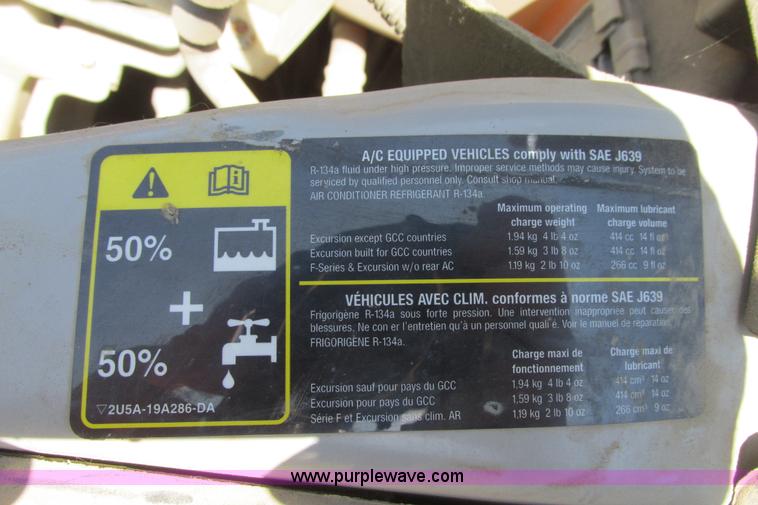 50%
+
50%
2U5A-19A286-DA
A/C EQUIPPED VEHICLES comply with SAE J639
R-134a fluid under high pressure. Improper service methods may cause injury. System to be
serviced by qualified personnel only. Consult shop manual.
AIR CONDITIONER REFRIGERANT R-134a.
Maximum operating Maximum lubricant
charge weight charge volume
Excursion except GCC countries 1.94 kg 4 lb 4 oz 414 cc 14 fl oz
Excursion built for GCC countries 1.59 kg 3 lb 8 oz 414 cc 14 fl oz
F-Series & Excursion w/o rear AC 1.19 kg 2 lb 10 oz 266 cc 9 fl oz
VÉHICULES AVEC CLIM. conformes à norme SAE J639
Frigorigène R-134a sous forte pression. Une intervention inappropriée peut causer des
blessures. Ne confier l'entretien qu'à un personnel qualifié. Voir le manuel de réparation.
FRIGORIGÈNE R-134a.
Charge maxi de Charge maxi de
fonctionnement lubricant
Excursion sauf pour pays du GCC 1.94 kg 4 lb 4 oz 414 cm³ 14 oz
Excursion pour pays du GCC 1.59 kg 3 lb 8 oz 414 cm³ 14 oz
Série F et Excursion sans clim. AR 1.19 kg 2 lb 10 oz 266 cm³ 9 oz
www.purplewave.com